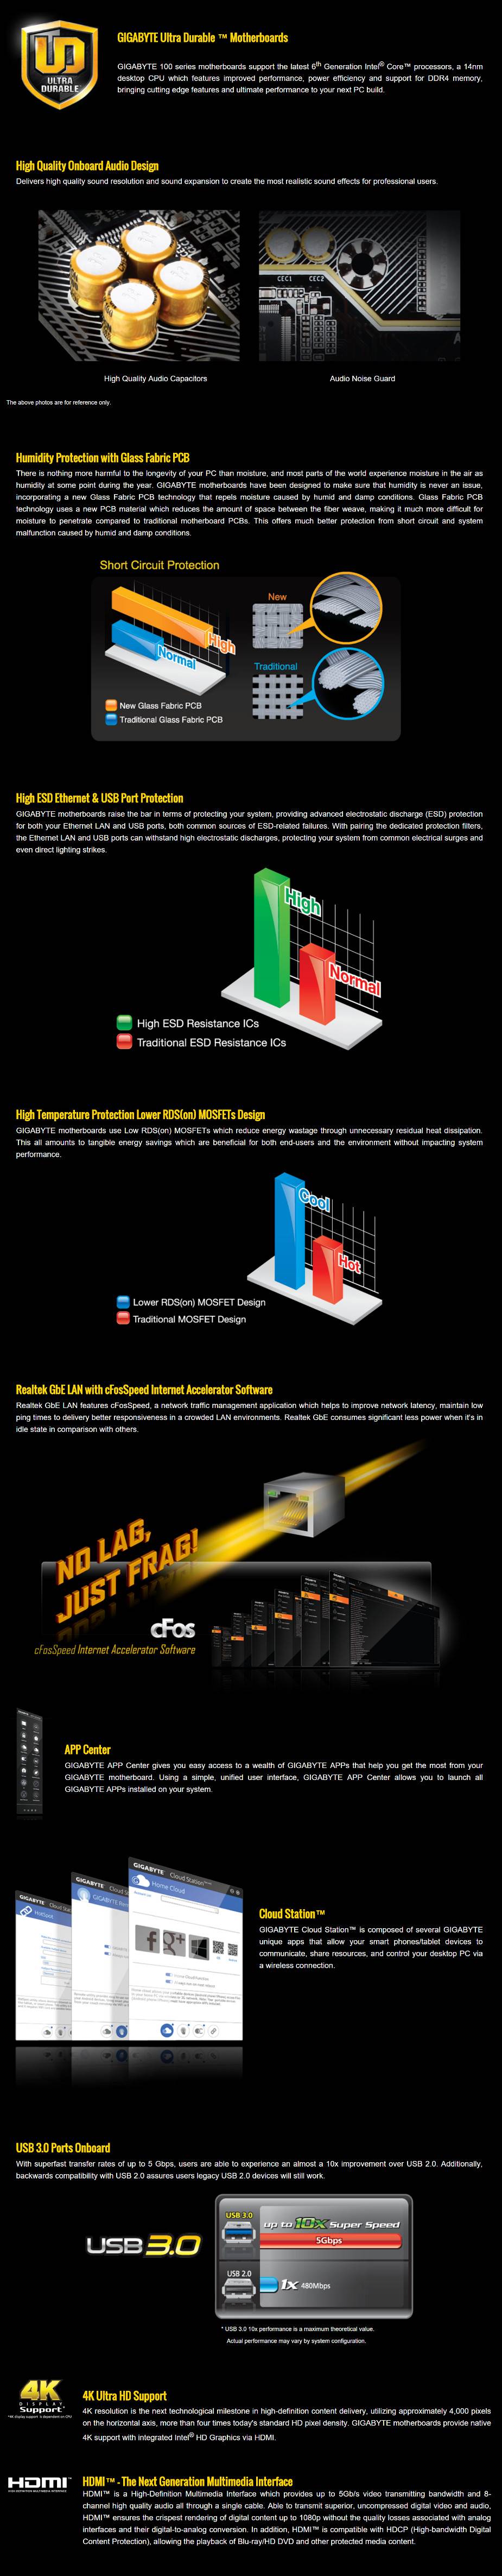 ULTRA
DURABLE
GIGABYTE Ultra Durable ™ Motherboards
GIGABYTE 100 series motherboards support the latest 6th Generation Intel® Core™ processors, a 14nm
desktop CPU which features improved performance, power efficiency and support for DDR4 memory,
bringing cutting edge features and ultimate performance to your next PC build.
High Quality Onboard Audio Design
Delivers high quality sound resolution and sound expansion to create the most realistic sound effects for professional users.
CEC1 CEC2
High Quality Audio Capacitors
Audio Noise Guard
The above photos are for reference only.
Humidity Protection with Glass Fabric PCB
There is nothing more harmful to the longevity of your PC than moisture, and most parts of the world experience moisture in the air as
humidity at some point during the year. GIGABYTE motherboards have been designed to make sure that humidity is never an issue,
incorporating a new Glass Fabric PCB technology that repels moisture caused by humid and damp conditions. Glass Fabric PCB
technology uses a new PCB material which reduces the amount of space between the fiber weave, making it much more difficult for
moisture to penetrate compared to traditional motherboard PCBs. This offers much better protection from short circuit and system
malfunction caused by humid and damp conditions.
Short Circuit Protection
High
Normal
New
Traditional
New Glass Fabric PCB
Traditional Glass Fabric PCB
High ESD Ethernet & USB Port Protection
GIGABYTE motherboards raise the bar in terms of protecting your system, providing advanced electrostatic discharge (ESD) protection
for both your Ethernet LAN and USB ports, both common sources of ESD-related failures. With pairing the dedicated protection filters,
the Ethernet LAN and USB ports can withstand high electrostatic discharges, protecting your system from common electrical surges and
even direct lighting strikes.
High
Normal
High ESD Resistance ICs
Traditional ESD Resistance ICs
High Temperature Protection Lower RDS(on) MOSFETs Design
GIGABYTE motherboards use Low RDS(on) MOSFETs which reduce energy wastage through unnecessary residual heat dissipation.
This all amounts to tangible energy savings which are beneficial for both end-users and the environment without impacting system
performance.
Cool
Hot
Lower RDS(on) MOSFET Design
Traditional MOSFET Design
Realtek GbE LAN with cFosSpeed Internet Accelerator Software
Realtek GbE LAN features cFosSpeed, a network traffic management application which helps to improve network latency, maintain low
ping times to delivery better responsiveness in a crowded LAN environments. Realtek GbE consumes significant less power when it's in
idle state in comparison with others.
NO LAG,
JUST FRAG!
cFos
cFosSpeed Internet Accelerator Software
APP Center
GIGABYTE APP Center gives you easy access to a wealth of GIGABYTE APPs that help you get the most from your
GIGABYTE motherboard. Using a simple, unified user interface, GIGABYTE APP Center allows you to launch all
GIGABYTE APPs installed on your system.
GIGABYTE Cloud Station
Home Cloud
GIGABYTE Cloud
GIGABYTE
GIGABYTE Cloud
HotSpot
Cloud Station™
GIGABYTE Cloud Station™ is composed of several GIGABYTE
unique apps that allow your smart phones/tablet devices to
communicate, share resources, and control your desktop PC via
a wireless connection.
USB 3.0 Ports Onboard
With superfast transfer rates of up to 5 Gbps, users are able to experience an almost a 10x improvement over USB 2.0. Additionally,
backwards compatibility with USB 2.0 assures users legacy USB 2.0 devices will still work.
USB 3.0
USB 3.0
up to 10x Super Speed
5Gbps
USB 2.0
1x 480Mbps
* USB 3.0 10x performance is a maximum theoretical value.
Actual performance may vary by system configuration.
4K
DISPLAY
Support*
*4K display support is dependent on CPU
4K Ultra HD Support
4K resolution is the next technological milestone in high-definition content delivery, utilizing approximately 4,000 pixels
on the horizontal axis, more than four times today's standard HD pixel density. GIGABYTE motherboards provide native
4K support with integrated Intel® HD Graphics via HDMI.
HDMI™
HIGH-DEFINITION MULTIMEDIA INTERFACE
HDMI™ - The Next Generation Multimedia Interface
HDMI™ is a High-Definition Multimedia Interface which provides up to 5Gb/s video transmitting bandwidth and 8-
channel high quality audio all through a single cable. Able to transmit superior, uncompressed digital video and audio,
HDMI™ ensures the crispest rendering of digital content up to 1080p without the quality losses associated with analog
interfaces and their digital-to-analog conversion. In addition, HDMI™ is compatible with HDCP (High-bandwidth Digital
Content Protection), allowing the playback of Blu-ray/HD DVD and other protected media content.